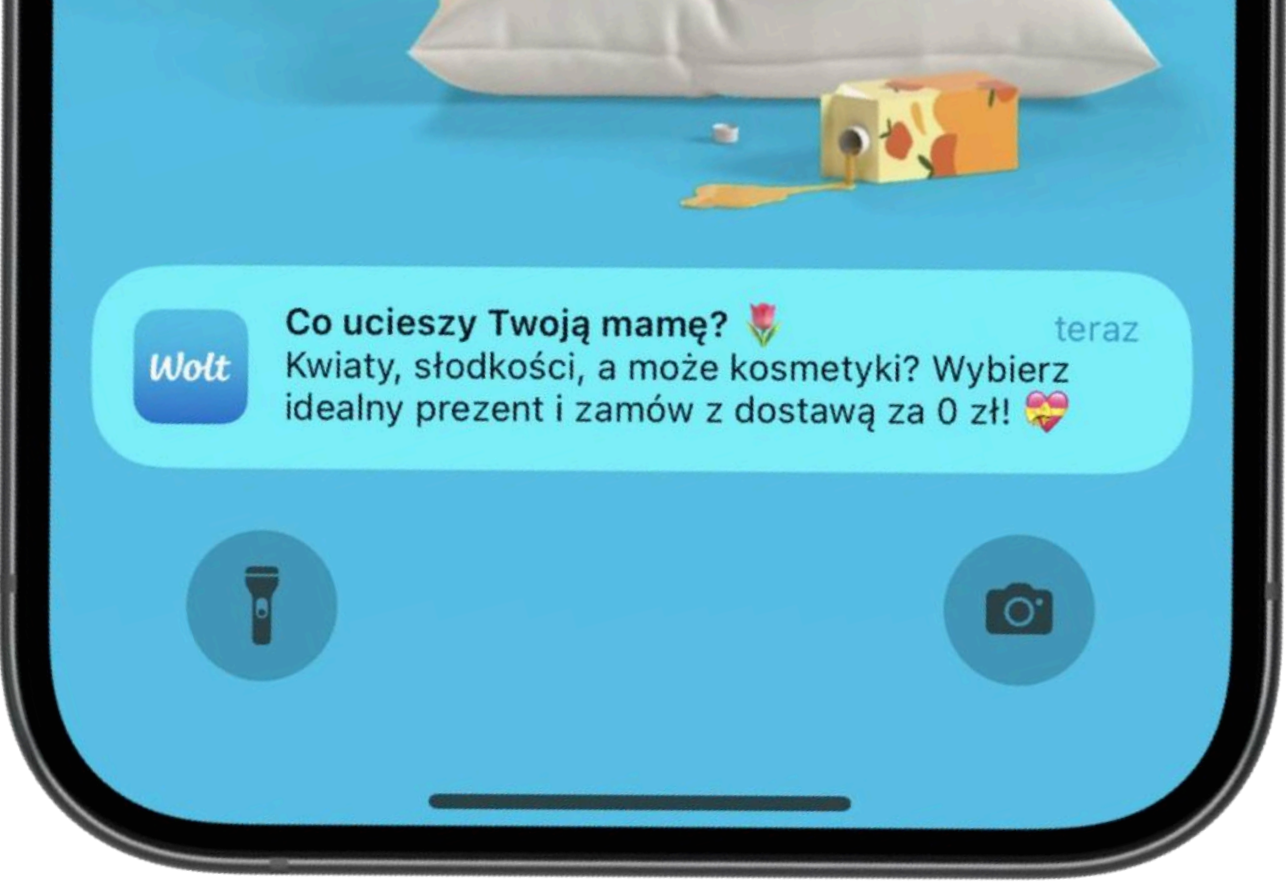 Co ucieszy Twoją mamę? 🌷 teraz
Wolt
Kwiaty, słodkości, a może kosmetyki? Wybierz
idealny prezent i zamów z dostawą za 0 zł! 💝